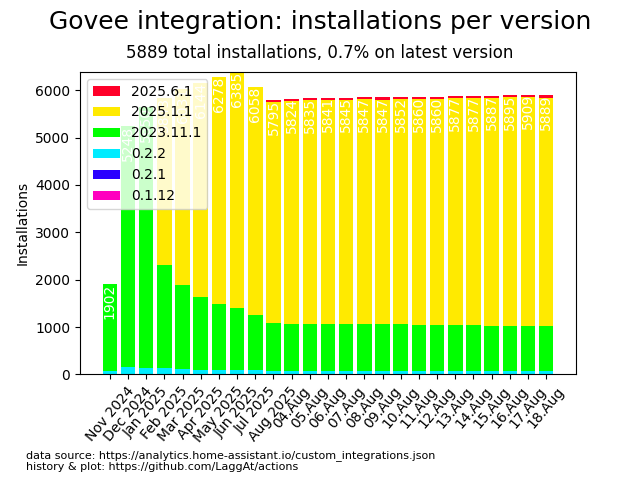 Govee integration: installations per version
5889 total installations, 0.7% on latest version
Installations
6000
5000
4000
3000
2000
1000
0
2025.6.1
2025.1.1
2023.11.1
0.2.2
0.2.1
0.1.12
1902
6278
6385
6058
5795
5824
5835
5841
5845
5847
5847
5852
5860
5860
5877
5877
5887
5895
5909
5889
Nov 2024
Dec 2024
Jan 2025
Feb 2025
Mar 2025
Apr 2025
May 2025
Jun 2025
Jul 2025
Aug 2025
04.Aug
05.Aug
06.Aug
07.Aug
08.Aug
09.Aug
10.Aug
11.Aug
12.Aug
13.Aug
14.Aug
15.Aug
16.Aug
17.Aug
18.Aug
data source: https://analytics.home-assistant.io/custom_integrations.json
history & plot: https://github.com/LaggAt/actions